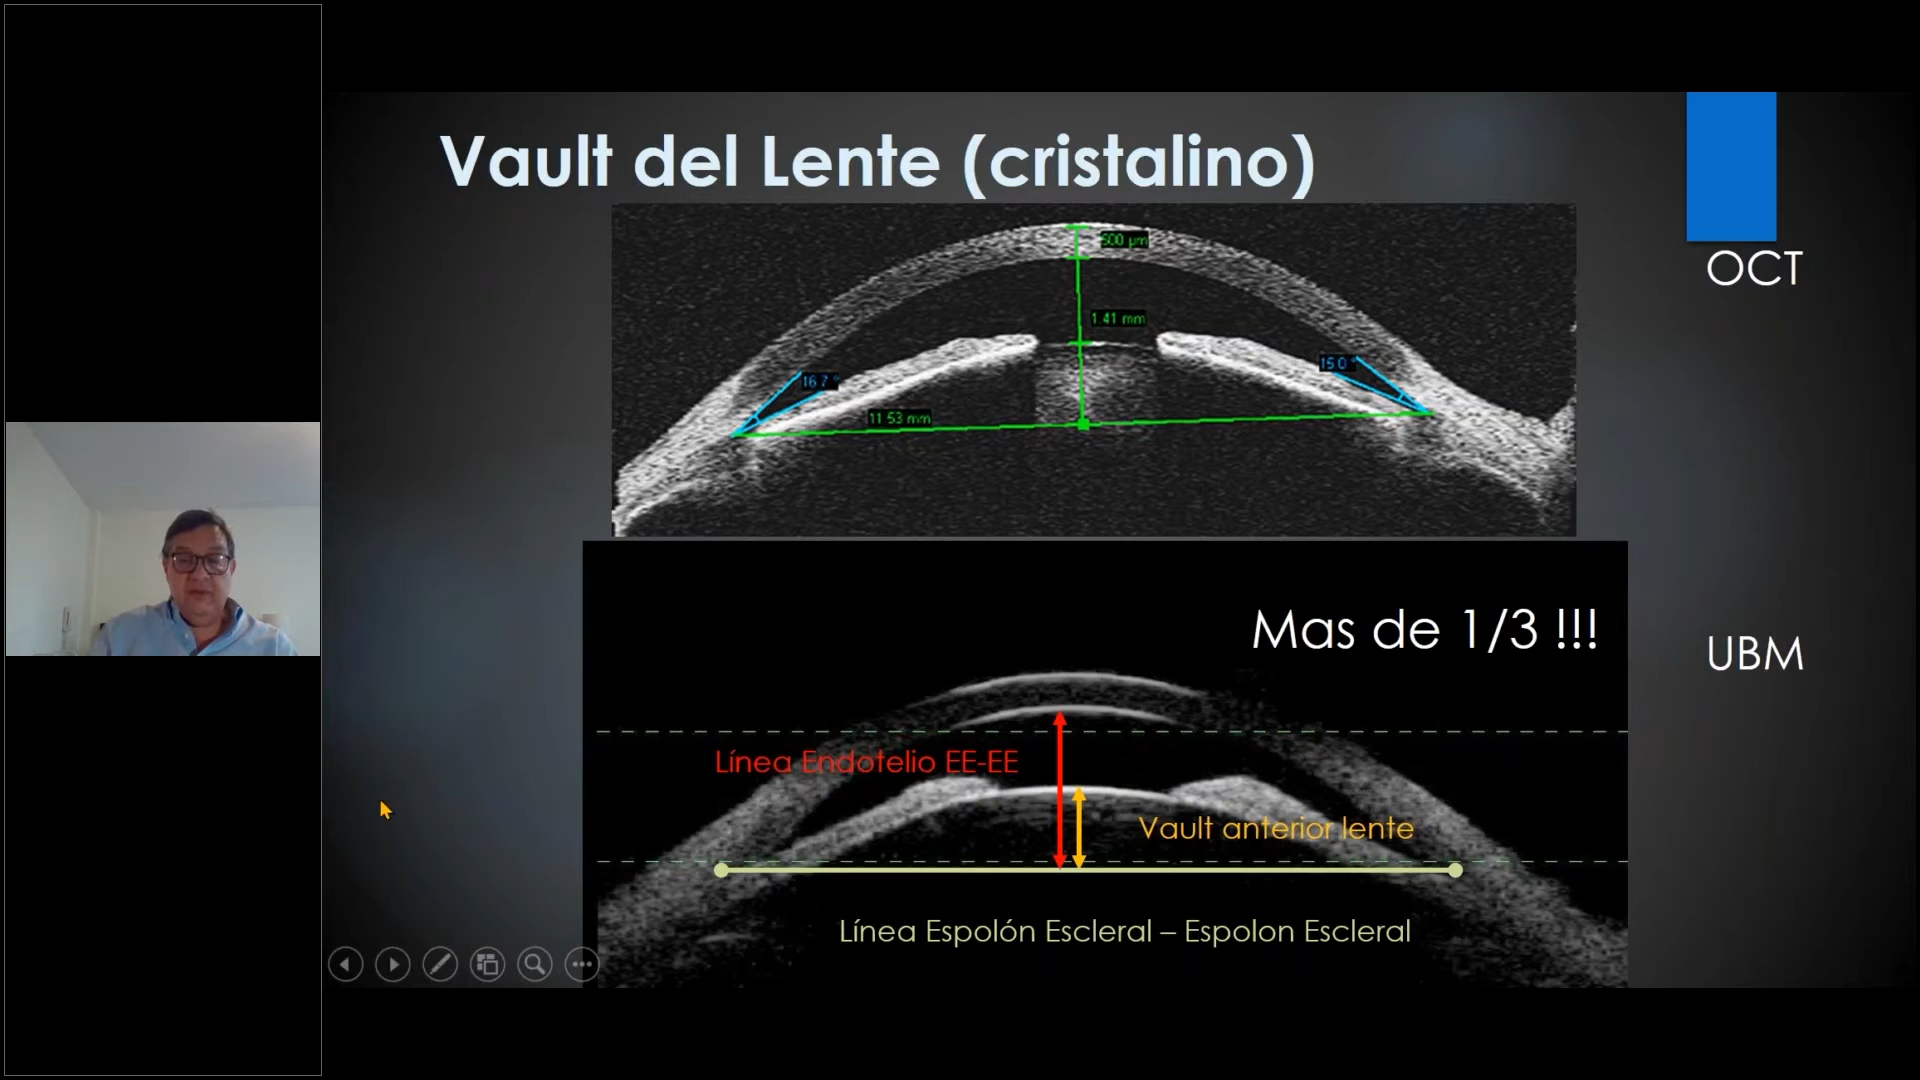 Vault del Lente (cristalino)
OCT
500 µm
1.41 mm
16.7 °
15.0 °
11.53 mm
Mas de 1/3 !!!
UBM
Línea Endotelio EE-EE
Vault anterior lente
Línea Espolón Escleral – Espolon Escleral